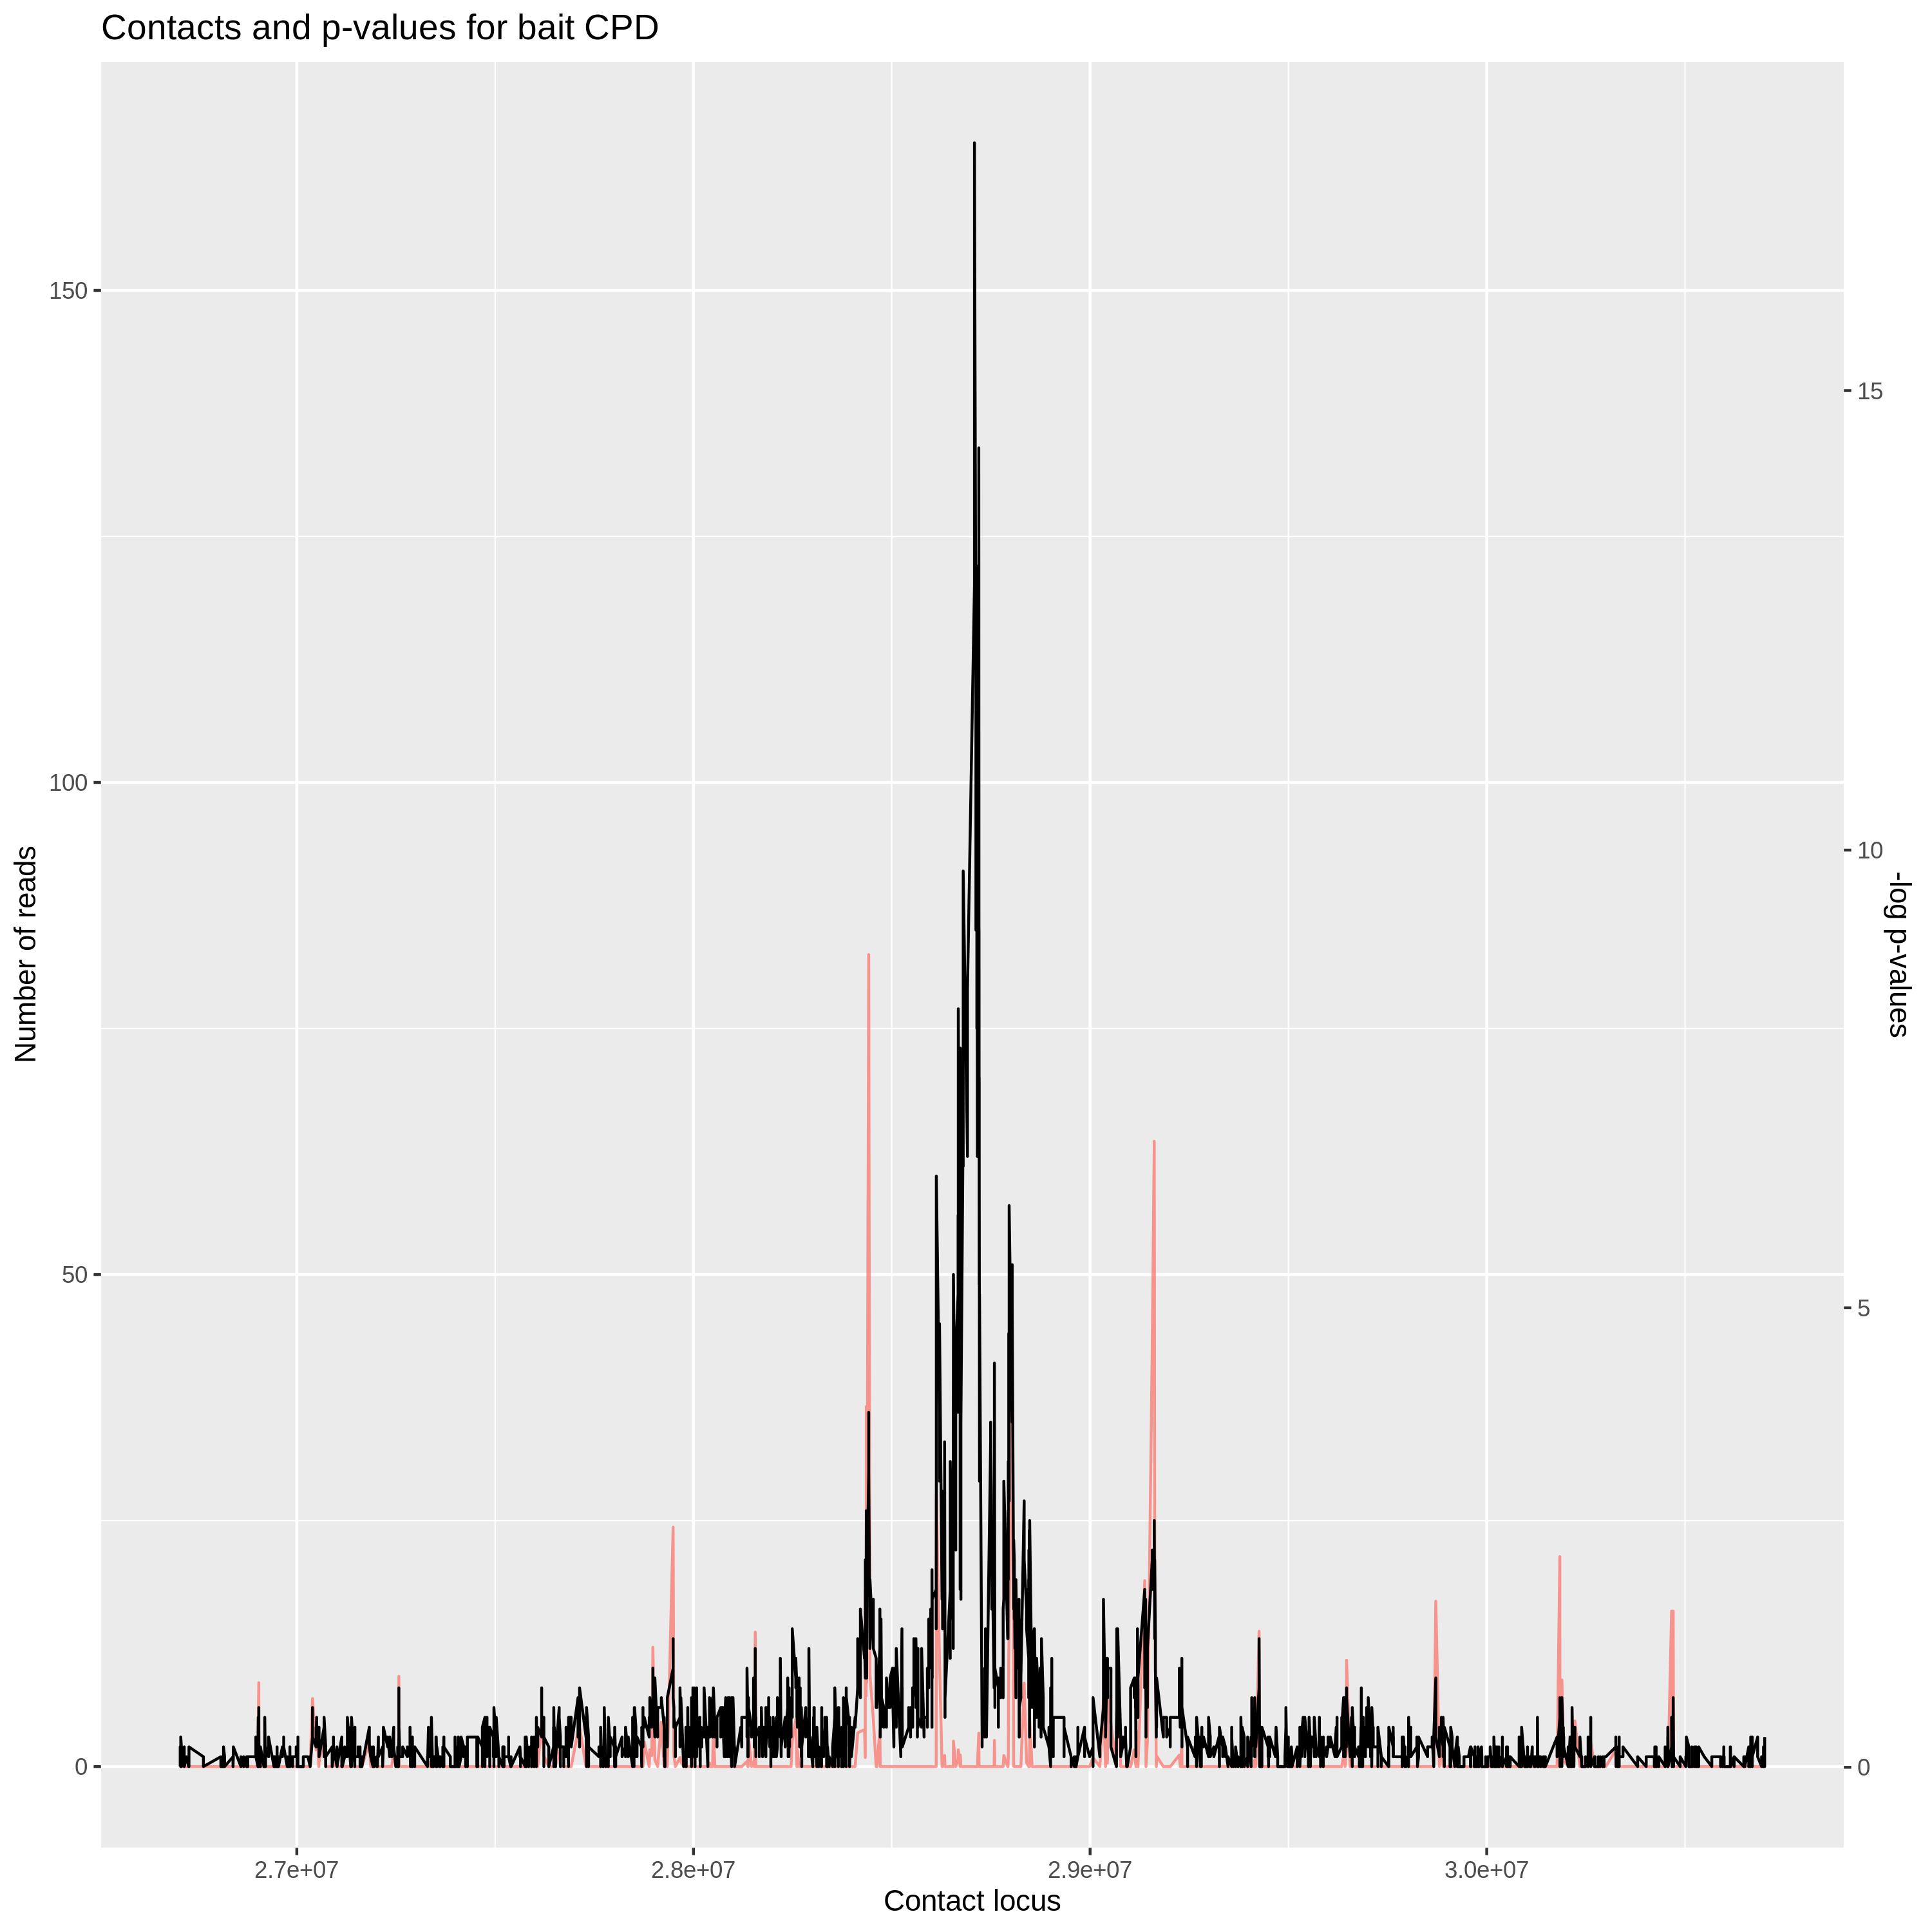 Contacts and p-values for bait CPD
150
100
50
0
Number of reads
15
10
5
0
-log p-values
2.7e+07
2.8e+07
2.9e+07
3.0e+07
Contact locus